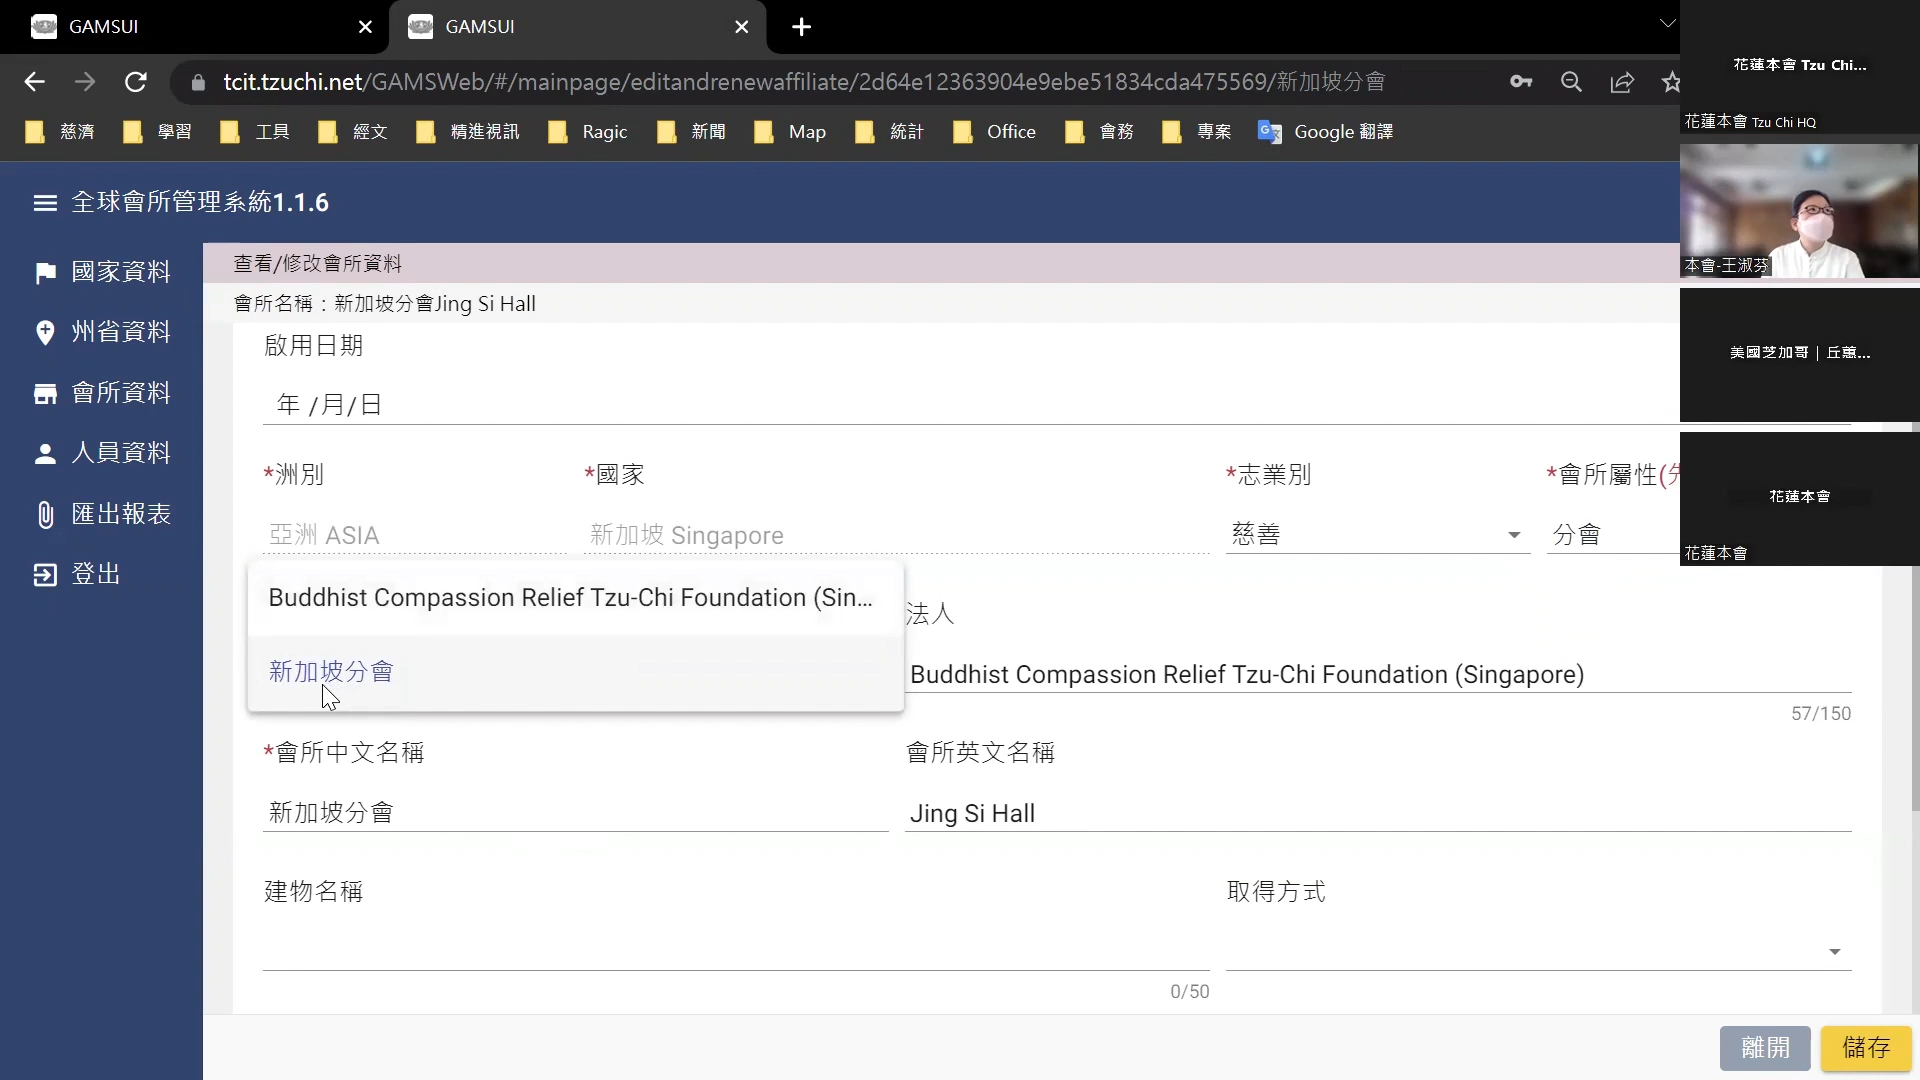 GAMSUI
GAMSUI
tcit.tzuchi.net/GAMSWeb/#/mainpage/editandrenewaffiliate/2d64e12363904e9ebe51834cda475569/新加坡分會
慈濟 學習 工具 經文 精進視訊 Ragic 新聞 Map 統計 Office 會務 專案 Google 翻譯
全球會所管理系統1.1.6
國家資料
州省資料
會所資料
人員資料
匯出報表
登出
查看/修改會所資料
會所名稱：新加坡分會Jing Si Hall
啟用日期
年 /月/日
*洲別 *國家 *志業別 *會所屬性(先
亞洲 ASIA 新加坡 Singapore 慈善 分會
Buddhist Compassion Relief Tzu-Chi Foundation (Sin...
新加坡分會
法人
Buddhist Compassion Relief Tzu-Chi Foundation (Singapore)
57/150
*會所中文名稱 會所英文名稱
新加坡分會 Jing Si Hall
建物名稱 取得方式
0/50
離開 儲存
花蓮本會 Tzu Chi...
花蓮本會 Tzu Chi HQ
本會-王淑芬
美國芝加哥｜丘蕙...
花蓮本會
花蓮本會